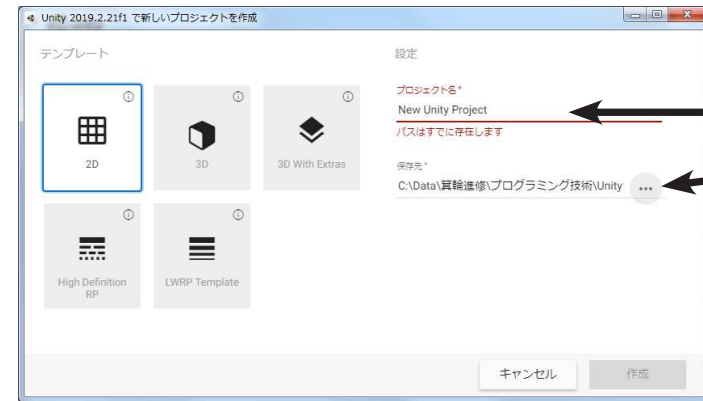 Unity 2019.2.21f1 で新しいプロジェクトを作成
テンプレート
2D
3D
3D With Extras
High Definition
RP
LWRP Template
設定
プロジェクト名*
New Unity Project
パスはすでに存在します
保存先*
C:\Data\箕輪進修\プログラミング技術\Unity
...
キャンセル
作成